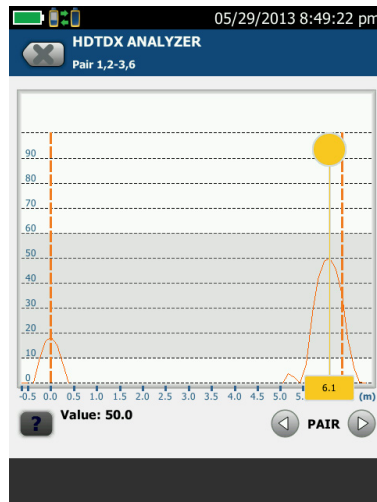 05/29/2013 8:49:22 pm
HDTDX ANALYZER
Pair 1,2-3,6
90
80
70
60
50
40
30
20
10
0
6.1
-0.5 0.0 0.5 1.0 1.5 2.0 2.5 3.0 3.5 4.0 4.5 5.0 5. (m)
? Value: 50.0 PAIR